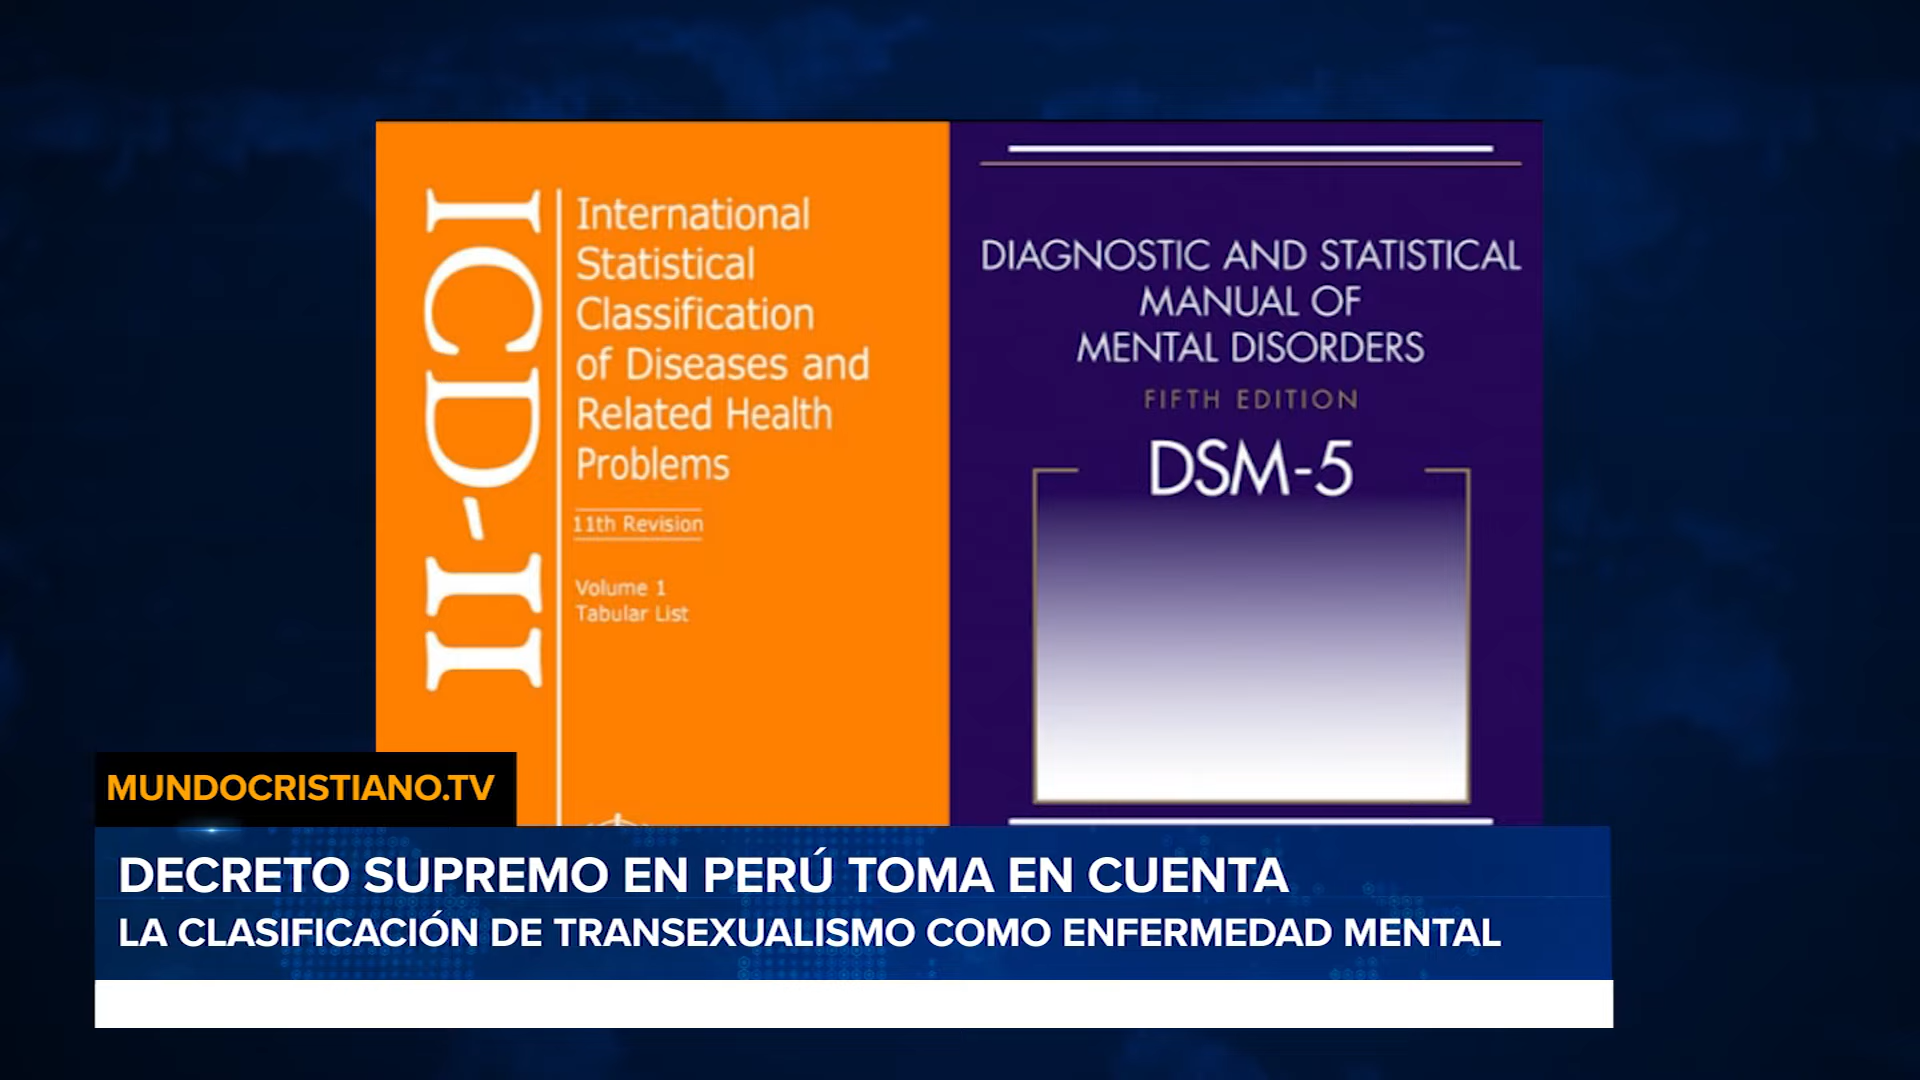 ICD-11
International
Statistical
Classification
of Diseases and
Related Health
Problems
11th Revision
Volume 1
Tabular List
DIAGNOSTIC AND STATISTICAL
MANUAL OF
MENTAL DISORDERS
FIFTH EDITION
DSM-5
MUNDOCRISTIANO.TV
DECRETO SUPREMO EN PERÚ TOMA EN CUENTA
LA CLASIFICACIÓN DE TRANSEXUALISMO COMO ENFERMEDAD MENTAL